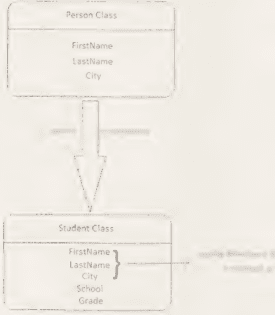 Person Class
FirstName
LastName
City
Student Class
FirstName
LastName
City
School
Grade